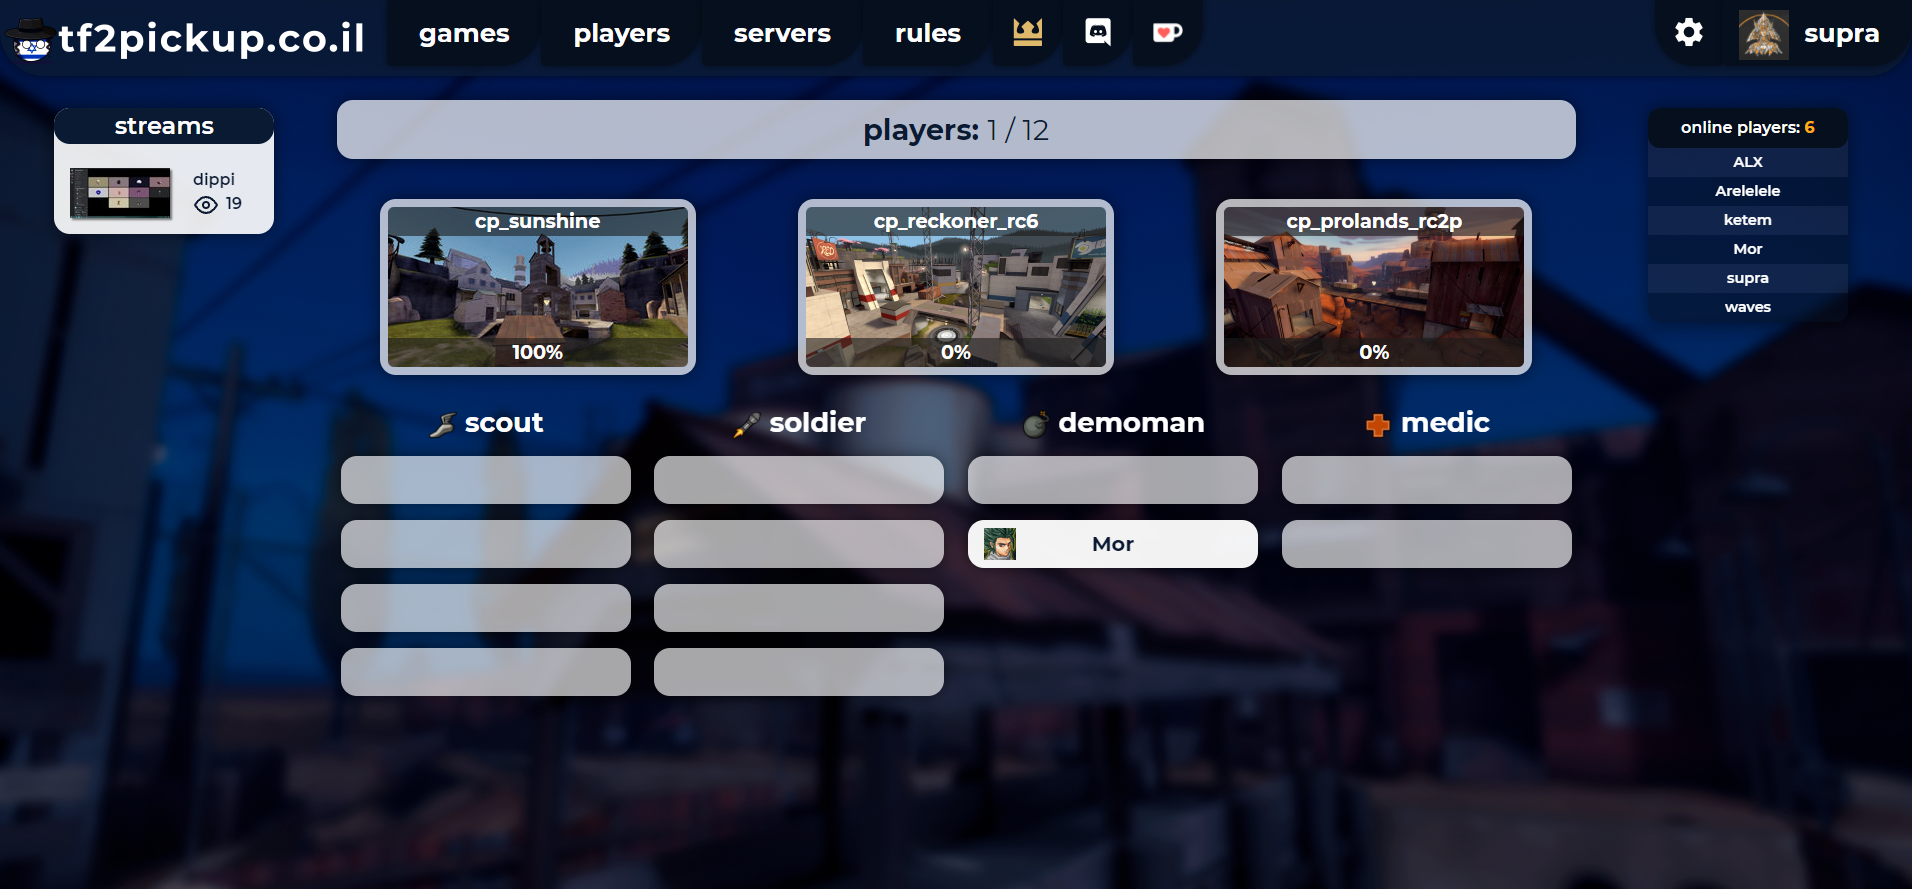 tf2pickup.co.il
games
players
servers
rules
supra
streams
dippi
19
players: 1 / 12
cp_sunshine
100%
cp_reckoner_rc6
0%
cp_prolands_rc2p
0%
scout
soldier
demoman
medic
Mor
online players: 6
ALX
Arelelele
ketem
Mor
supra
waves